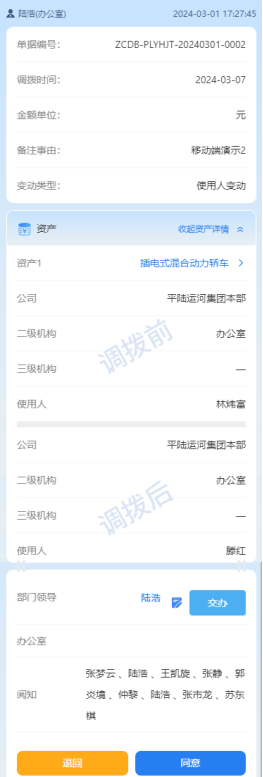 陆浩(办公室) 2024-03-01 17:27:45
单据编号： ZCDB-PLYHJT-20240301-0002
调拨时间： 2024-03-07
金额单位： 元
备注事由： 移动端演示2
变动类型： 使用人变动
资产 收起资产详情
资产1 插电式混合动力轿车
公司 平陆运河集团本部
二级机构 办公室
调拨前
三级机构 —
使用人 林炜富
公司 平陆运河集团本部
二级机构 办公室
调拨后
三级机构 —
使用人 滕红
部门领导 陆浩 交办
办公室
阅知
张梦云 、陆浩 、王凯旋 、张静 、郭
炎境 、仲黎 、陆浩 、张市龙 、苏东
棋
退回 同意